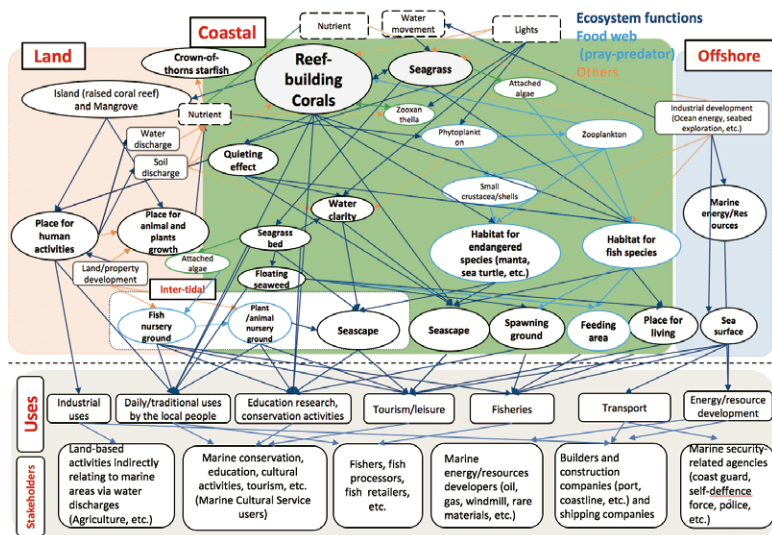 Nutrient
Water
movement
Lights
Ecosystem functions
Food web
(pray-predator)
Others
Land
Coastal
Offshore
Crown-of-
thorns starfish
Reef-
building
Corals
Seagrass
Attached
algae
Island (raised coral reef)
and Mangrove
Nutrient
Zooxan
thella
Industrial development
(Ocean energy, seabed
exploration, etc.)
Water
discharge
Phytoplankt
on
Zooplankton
Soil
discharge
Quieting
effect
Small
crustacea/shells
Water
clarity
Marine
energy/Res
ources
Place for
human
activities
Place for
animal and
plants
growth
Seagrass
bed
Habitat for
endangered
species (manta,
sea turtle, etc.)
Habitat for
fish species
Attached
algae
Land/property
development
Floating
seaweed
Inter-tidal
Fish
nursery
ground
Plant
/animal
nursery
ground
Seascape
Seascape
Spawning
ground
Feeding
area
Place for
living
Sea
surface
Uses
Industrial
uses
Daily/traditional uses
by the local people
Education research,
conservation activities
Tourism/leisure
Fisheries
Transport
Energy/resource
development
Stakeholders
Land-based
activities indirectly
relating to marine
areas via water
discharges
(Agriculture, etc.)
Marine conservation,
education, cultural
activities, tourism, etc.
(Marine Cultural Service
users)
Fishers, fish
processors,
fish retailers,
etc.
Marine
energy/resources
developers (oil,
gas, windmill, rare
materials, etc.)
Builders and
construction
companies (port,
coastline, etc.) and
shipping companies
Marine security-
related agencies
(coast guard,
self-deffence
force, police,
etc.)